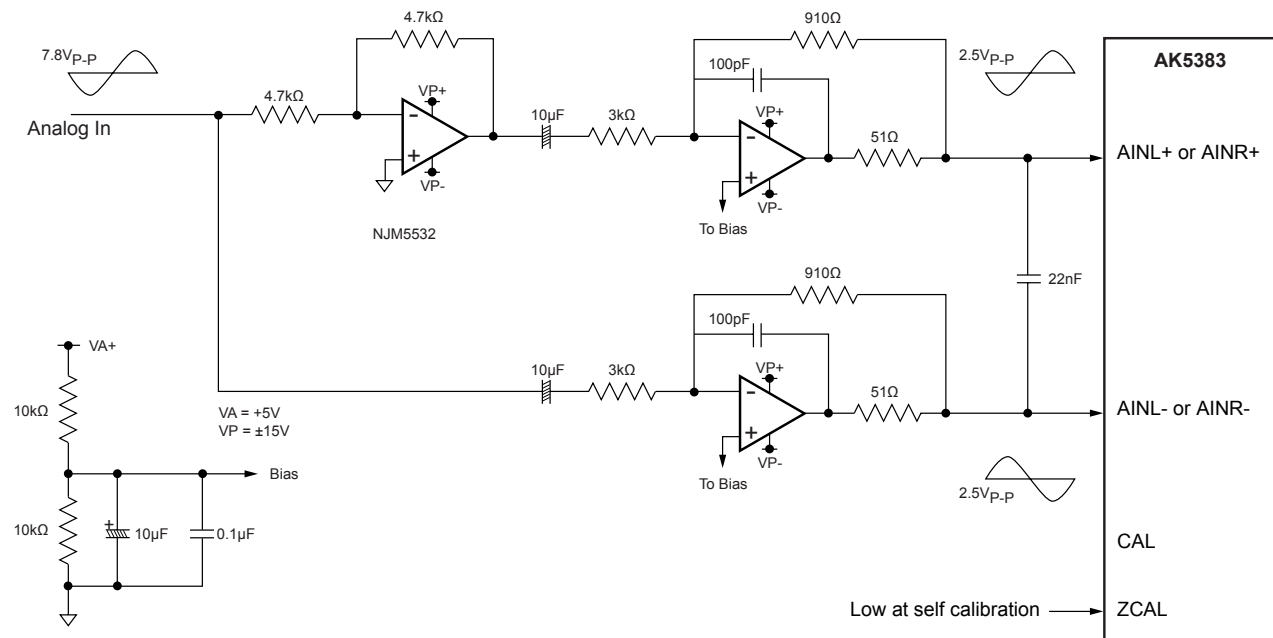 4.7kΩ
910Ω
7.8VP-P
2.5VP-P
AK5383
100pF
4.7kΩ
VP+
10µF
3kΩ
VP+
51Ω
Analog In
−
+
−
+
AINL+ or AINR+
VP-
VP-
To Bias
NJM5532
910Ω
22nF
100pF
VA+
10µF
3kΩ
VP+
51Ω
10kΩ
VA = +5V
VP = ±15V
−
+
AINL- or AINR-
VP-
Bias
To Bias
2.5VP-P
10kΩ
+
10µF
0.1µF
CAL
Low at self calibration
ZCAL